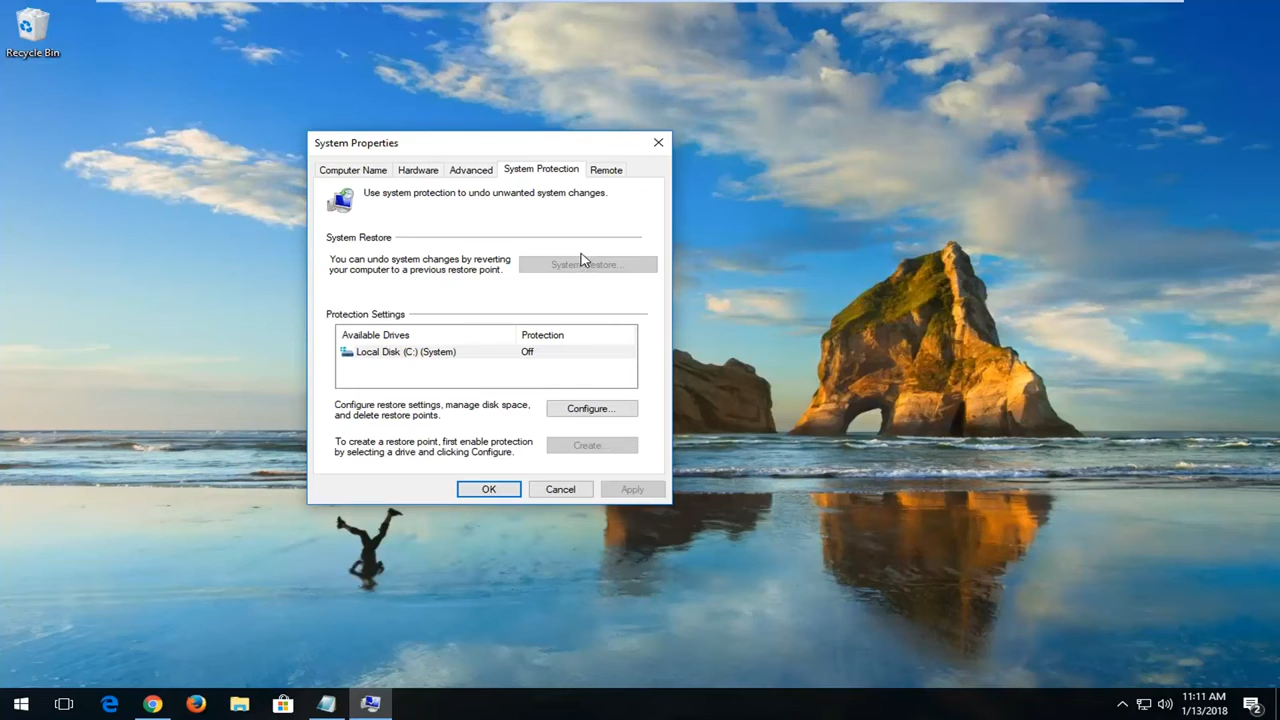 Recycle Bin
System Properties
Computer Name Hardware Advanced System Protection Remote
Use system protection to undo unwanted system changes.
System Restore
You can undo system changes by reverting
your computer to a previous restore point.
System Restore...
Protection Settings
Available Drives Protection
Local Disk (C:) (System) Off
Configure restore settings, manage disk space,
and delete restore points.
Configure...
To create a restore point, first enable protection
by selecting a drive and clicking Configure.
Create...
OK Cancel Apply
11:11 AM
1/13/2018
2